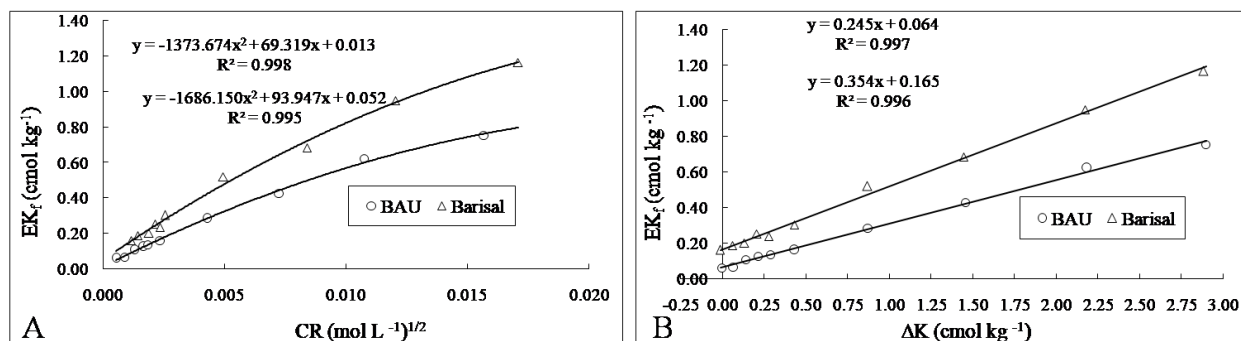 1.40
1.20
1.00
0.80
0.60
0.40
0.20
0.00
EKf (cmol kg -1)
y = -1373.674x2 + 69.319x + 0.013
R2 = 0.998
y = -1686.150x2 + 93.947x + 0.052
R2 = 0.995
BAU Barisal
0.000 0.005 0.010 0.015 0.020
A
CR (mol L -1)1/2
1.40
1.20
1.00
0.80
0.60
0.40
0.20
0.00
EKf (cmol kg-1)
y = 0.245x + 0.064
R2 = 0.997
y = 0.354x + 0.165
R2 = 0.996
BAU Barisal
-0.25 0.00 0.25 0.50 0.75 1.00 1.25 1.50 1.75 2.00 2.25 2.50 2.75 3.00
B
ΔK (cmol kg -1)